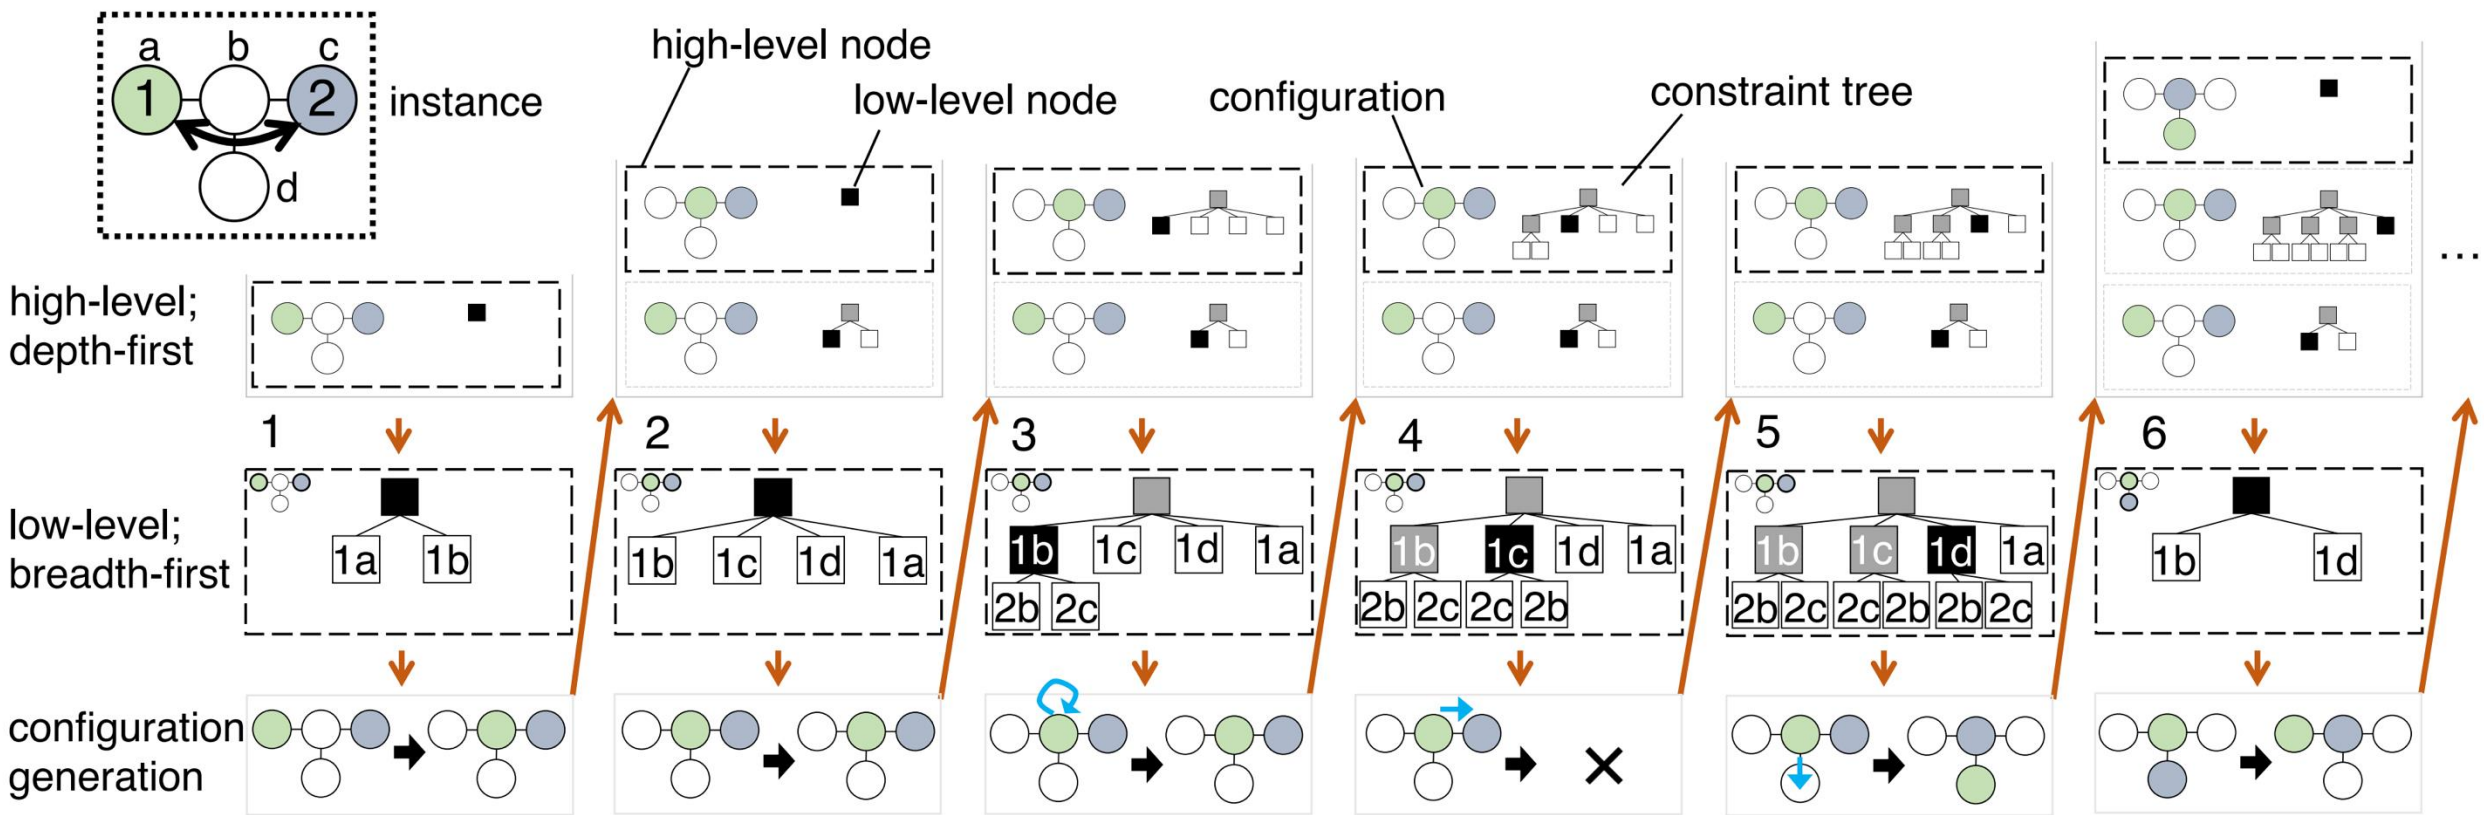 a b c
1 2
d
instance
high-level node
low-level node
configuration
constraint tree
high-level;
depth-first
...
1 2 3 4 5 6
low-level;
breadth-first
1a 1b
1b 1c 1d 1a
1b 1c 1d 1a
2b 2c
1b 1c 1d 1a
2b 2c 2c 2b
1b 1c 1d 1a
2b 2c 2c 2b 2b 2c
1b 1d
configuration
generation